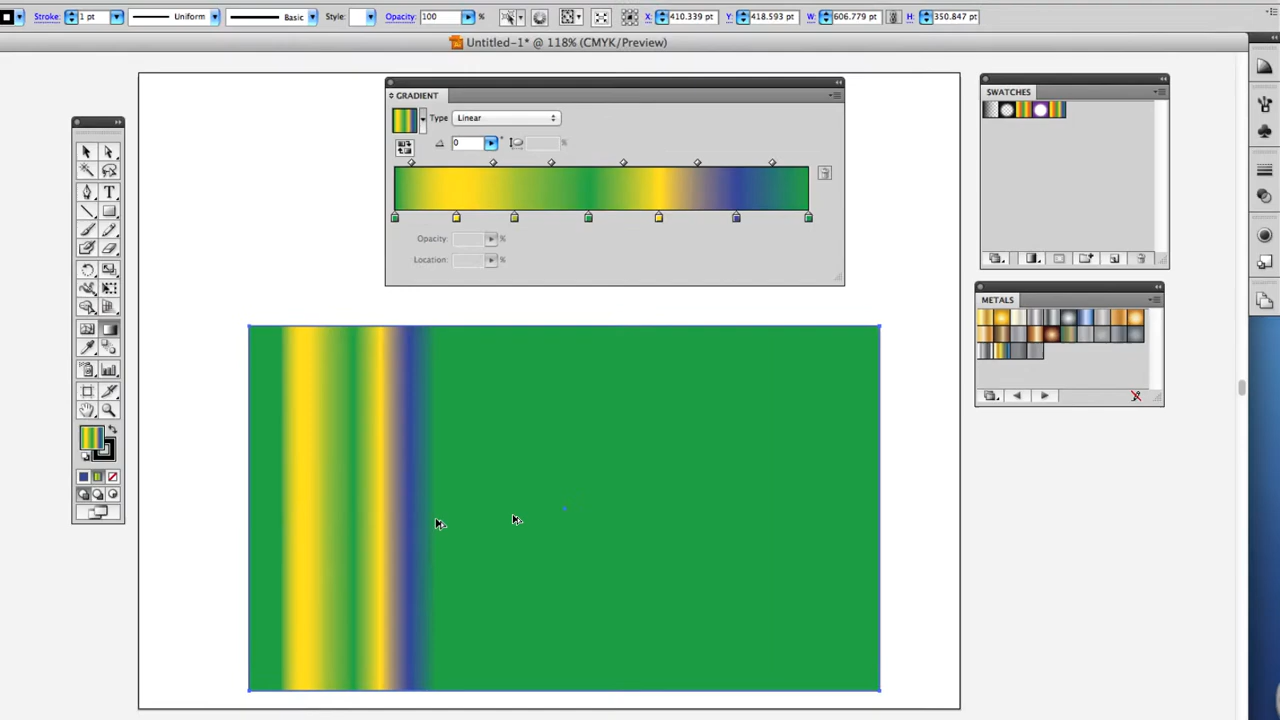 Stroke: 1 pt Uniform Basic Style: Opacity: 100 % X: 410.339 pt Y: 418.593 pt W: 606.779 pt H: 350.847 pt
Untitled-1* @ 118% (CMYK/Preview)
GRADIENT
Type Linear
0 ° %
Opacity: %
Location: %
SWATCHES
METALS
T